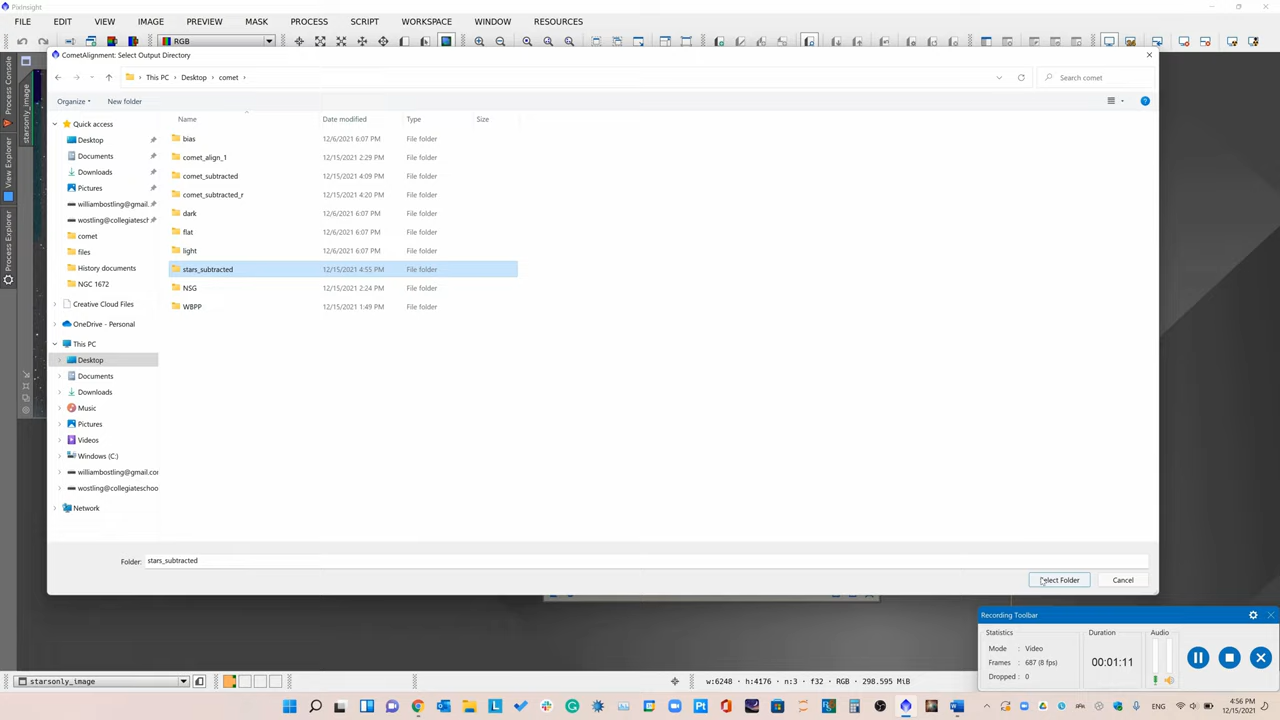 PixInsight
FILE EDIT VIEW IMAGE PREVIEW MASK PROCESS SCRIPT WORKSPACE WINDOW RESOURCES
RGB
CometAlignment: Select Output Directory
This PC > Desktop > comet >
Search comet
Organize New folder
Name Date modified Type Size
Quick access
Desktop
Documents
Downloads
Pictures
williambostling@gmail.
wostling@collegiateschoo
comet
files
History documents
NGC 1672
Creative Cloud Files
OneDrive - Personal
This PC
Desktop
Documents
Downloads
Music
Pictures
Videos
Windows (C:)
williambostling@gmail.co
wostling@collegiateschoo
Network
bias 12/6/2021 6:07 PM File folder
comet_align_1 12/15/2021 2:29 PM File folder
comet_subtracted 12/15/2021 4:09 PM File folder
comet_subtracted_r 12/15/2021 4:20 PM File folder
dark 12/6/2021 6:07 PM File folder
flat 12/6/2021 6:07 PM File folder
light 12/6/2021 6:07 PM File folder
stars_subtracted 12/15/2021 4:55 PM File folder
NSG 12/15/2021 2:24 PM File folder
WBPP 12/15/2021 1:49 PM File folder
Folder: stars_subtracted
Select Folder Cancel
Process Console
View Explorer
Process Explorer
starsonly_image
Recording Toolbar
Statistics Duration Audio
Mode : Video
Frames : 687 (8 fps)
Dropped : 0
00:01:11
starsonly_image
w:6248 · h:4176 · n:3 · f32 · RGB · 298.595 MiB
ENG
4:56 PM
12/15/2021